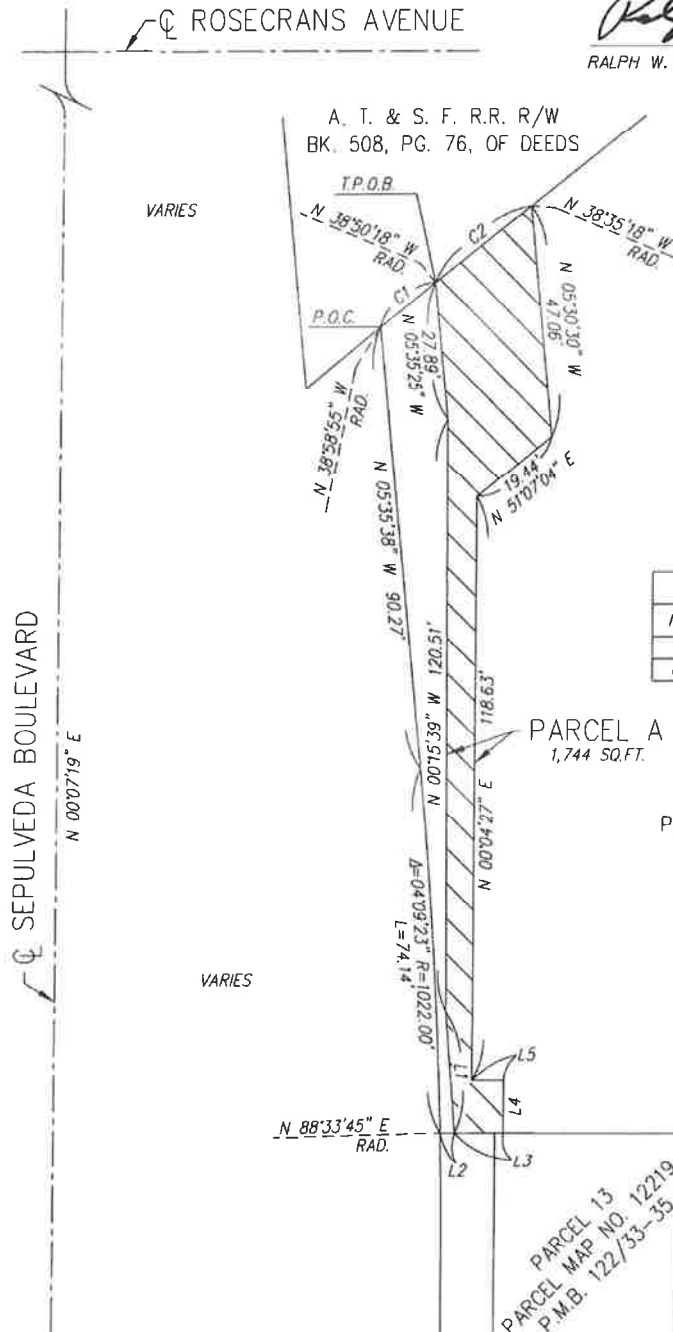 ℄ ROSECRANS AVENUE
RALPH W.
A. T. & S. F. R.R. R/W
BK. 508, PG. 76, OF DEEDS
T.P.O.B.
VARIES
N 38°50'18" W
RAD.
C2
N 38°35'18" W
RAD.
C1
P.O.C.
27.89'
N 05°35'25" W
N 05°30'30" W
47.06'
N 38°58'55" W
RAD.
19.44'
N 51°07'04" E
N 05°35'38" W 90.27'
N 00°15'39" W 120.51'
118.63'
N 00°04'27" E
PARCEL A
1,744 SQ.FT.
P
℄ SEPULVEDA BOULEVARD
N 00°07'19" E
Δ=04°09'23" R=1022.00'
L=74.14'
VARIES
L1
L5
L4
N 88°33'45" E
RAD.
L2
L3
PARCEL 13
PARCEL MAP NO. 12219
P.M.B. 122/33-35